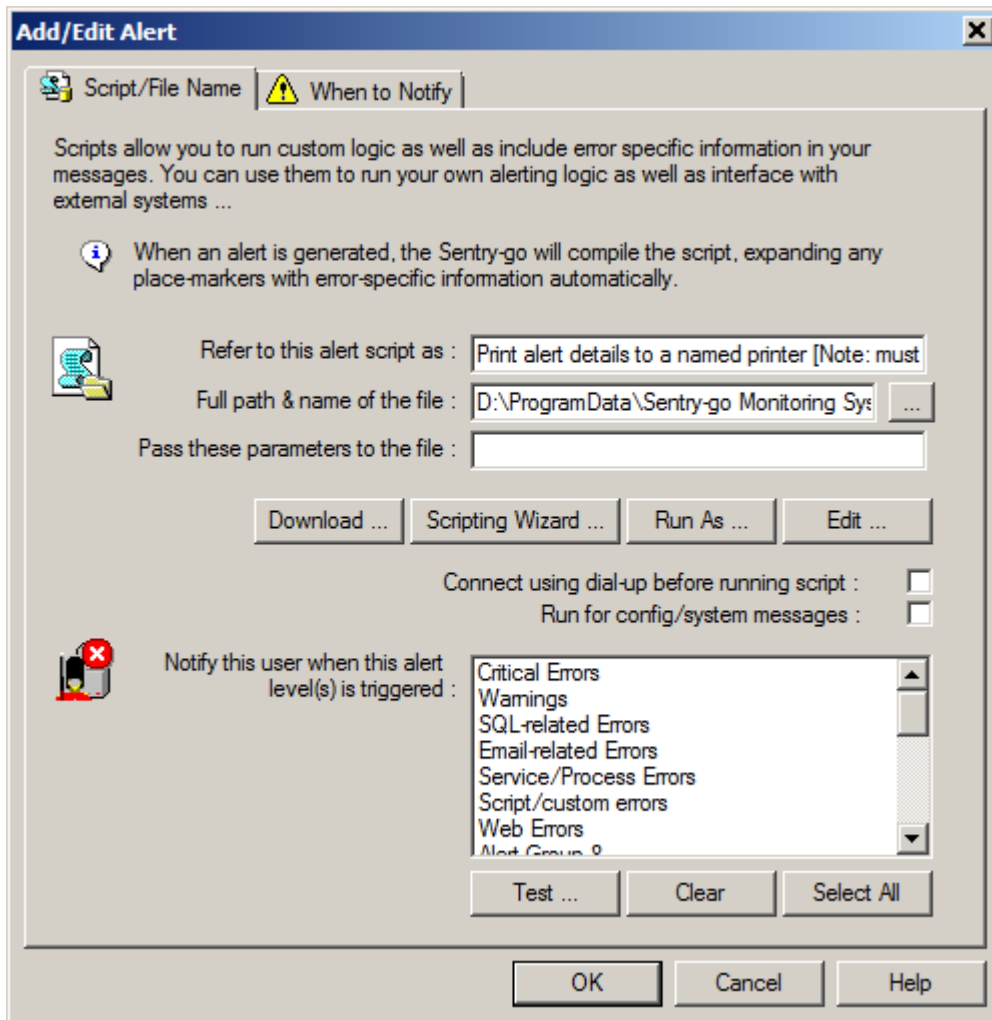 Add/Edit Alert
Script/File Name
When to Notify
Scripts allow you to run custom logic as well as include error specific information in your
messages. You can use them to run your own alerting logic as well as interface with
external systems ...
When an alert is generated, the Sentry-go will compile the script, expanding any
place-markers with error-specific information automatically.
Refer to this alert script as : Print alert details to a named printer [Note: must
Full path & name of the file : D:\ProgramData\Sentry-go Monitoring Sys ...
Pass these parameters to the file :
Download ... Scripting Wizard ... Run As ... Edit ...
Connect using dial-up before running script :
Run for config/system messages :
Notify this user when this alert
level(s) is triggered :
Critical Errors
Warnings
SQL-related Errors
Email-related Errors
Service/Process Errors
Script/custom errors
Web Errors
Alert Group 8
Test ... Clear Select All
OK Cancel Help